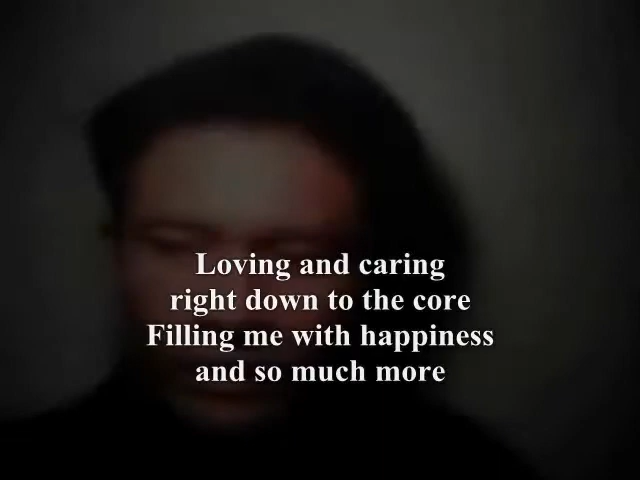 Loving and caring
right down to the core
Filling me with happiness
and so much more